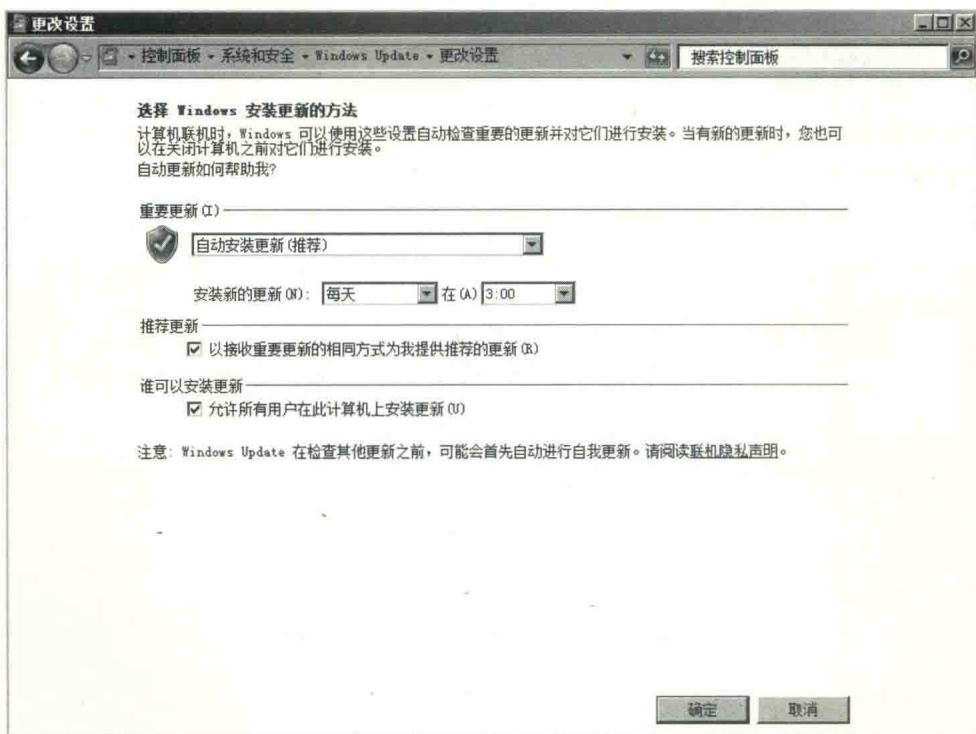 更改设置
控制面板 系统和安全 Windows Update 更改设置 搜索控制面板
选择 Windows 安装更新的方法
计算机联机时，Windows 可以使用这些设置自动检查重要的更新并对它们进行安装。当有新的更新时，您也可
以在关闭计算机之前对它们进行安装。
自动更新如何帮助我?
重要更新(I)
自动安装更新(推荐)
安装新的更新(N): 每天 在(A) 3:00
推荐更新
以接收重要更新的相同方式为我提供推荐的更新(R)
谁可以安装更新
允许所有用户在此计算机上安装更新(U)
注意: Windows Update 在检查其他更新之前，可能会首先自动进行自我更新。请阅读联机隐私声明。
确定 取消